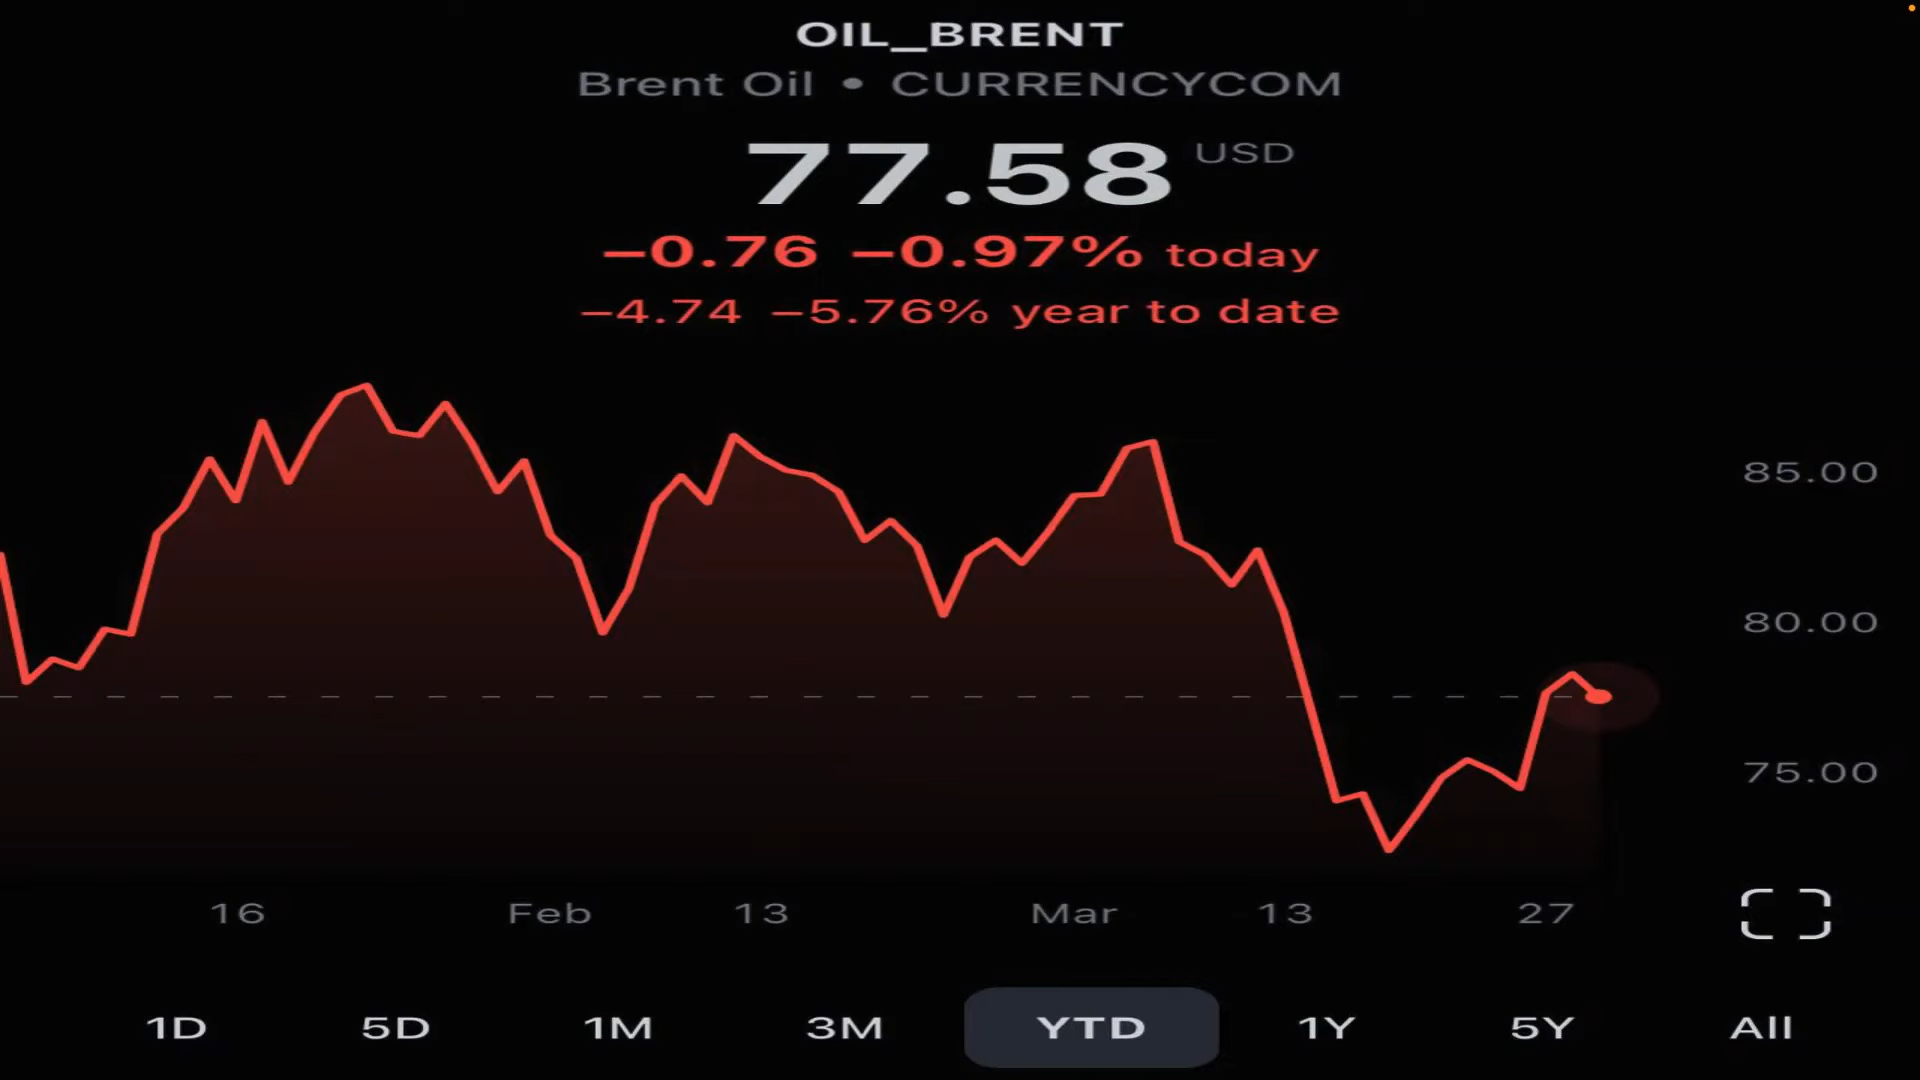 OIL_BRENT
Brent Oil • CURRENCYCOM
77.58 USD
−0.76 −0.97% today
−4.74 −5.76% year to date
85.00
80.00
75.00
16 Feb 13 Mar 13 27
1D 5D 1M 3M YTD 1Y 5Y All